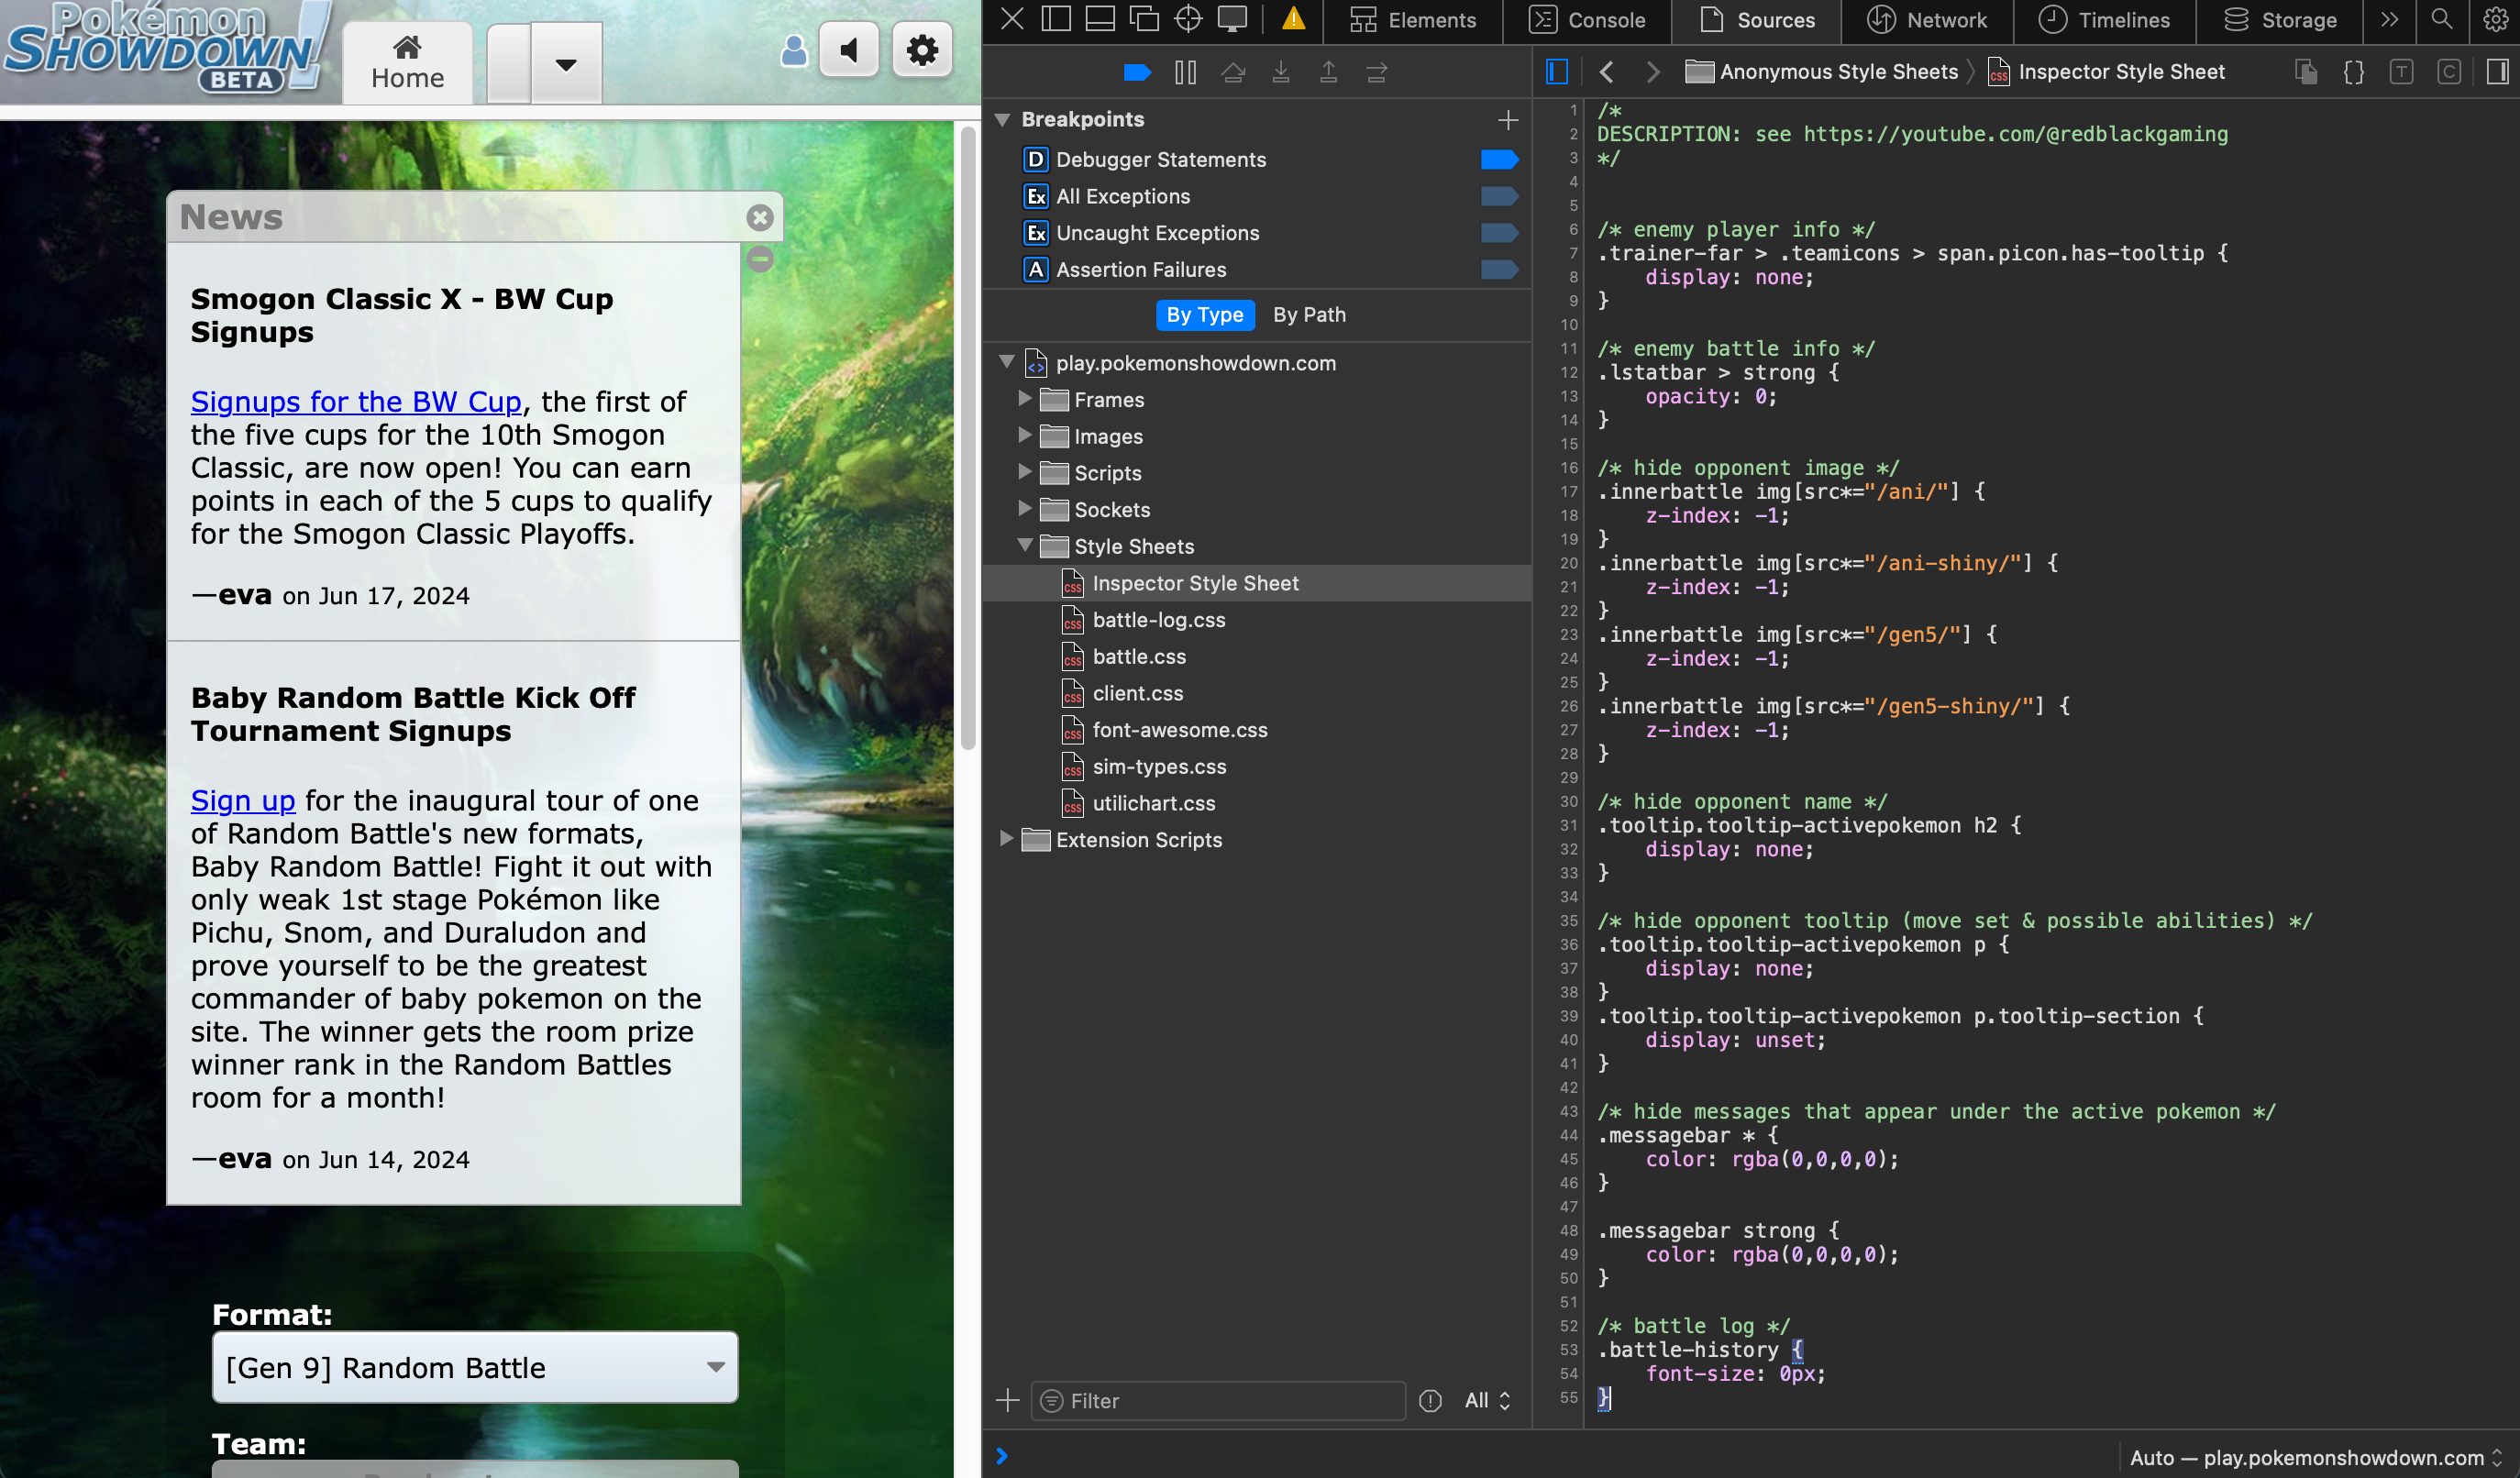 Pokémon
SHOWDOWN!
BETA
Home
News
Smogon Classic X - BW Cup
Signups
Signups for the BW Cup, the first of
the five cups for the 10th Smogon
Classic, are now open! You can earn
points in each of the 5 cups to qualify
for the Smogon Classic Playoffs.
—eva on Jun 17, 2024
Baby Random Battle Kick Off
Tournament Signups
Sign up for the inaugural tour of one
of Random Battle's new formats,
Baby Random Battle! Fight it out with
only weak 1st stage Pokémon like
Pichu, Snom, and Duraludon and
prove yourself to be the greatest
commander of baby pokemon on the
site. The winner gets the room prize
winner rank in the Random Battles
room for a month!
—eva on Jun 14, 2024
Format:
[Gen 9] Random Battle
Team:
Elements
Console
Sources
Network
Timelines
Storage
Breakpoints
D Debugger Statements
Ex All Exceptions
Ex Uncaught Exceptions
A Assertion Failures
By Type By Path
play.pokemonshowdown.com
Frames
Images
Scripts
Sockets
Style Sheets
css Inspector Style Sheet
css battle-log.css
css battle.css
css client.css
css font-awesome.css
css sim-types.css
css utilichart.css
Extension Scripts
Filter
All
Anonymous Style Sheets css Inspector Style Sheet
{} T C
1 /*
2 DESCRIPTION: see https://youtube.com/@redblackgaming
3 */
4
5
6 /* enemy player info */
7 .trainer-far > .teamicons > span.picon.has-tooltip {
8 display: none;
9 }
10
11 /* enemy battle info */
12 .lstatbar > strong {
13 opacity: 0;
14 }
15
16 /* hide opponent image */
17 .innerbattle img[src*="/ani/"] {
18 z-index: -1;
19 }
20 .innerbattle img[src*="/ani-shiny/"] {
21 z-index: -1;
22 }
23 .innerbattle img[src*="/gen5/"] {
24 z-index: -1;
25 }
26 .innerbattle img[src*="/gen5-shiny/"] {
27 z-index: -1;
28 }
29
30 /* hide opponent name */
31 .tooltip.tooltip-activepokemon h2 {
32 display: none;
33 }
34
35 /* hide opponent tooltip (move set & possible abilities) */
36 .tooltip.tooltip-activepokemon p {
37 display: none;
38 }
39 .tooltip.tooltip-activepokemon p.tooltip-section {
40 display: unset;
41 }
42
43 /* hide messages that appear under the active pokemon */
44 .messagebar * {
45 color: rgba(0,0,0,0);
46 }
47
48 .messagebar strong {
49 color: rgba(0,0,0,0);
50 }
51
52 /* battle log */
53 .battle-history {
54 font-size: 0px;
55 }
Auto — play.pokemonshowdown.com